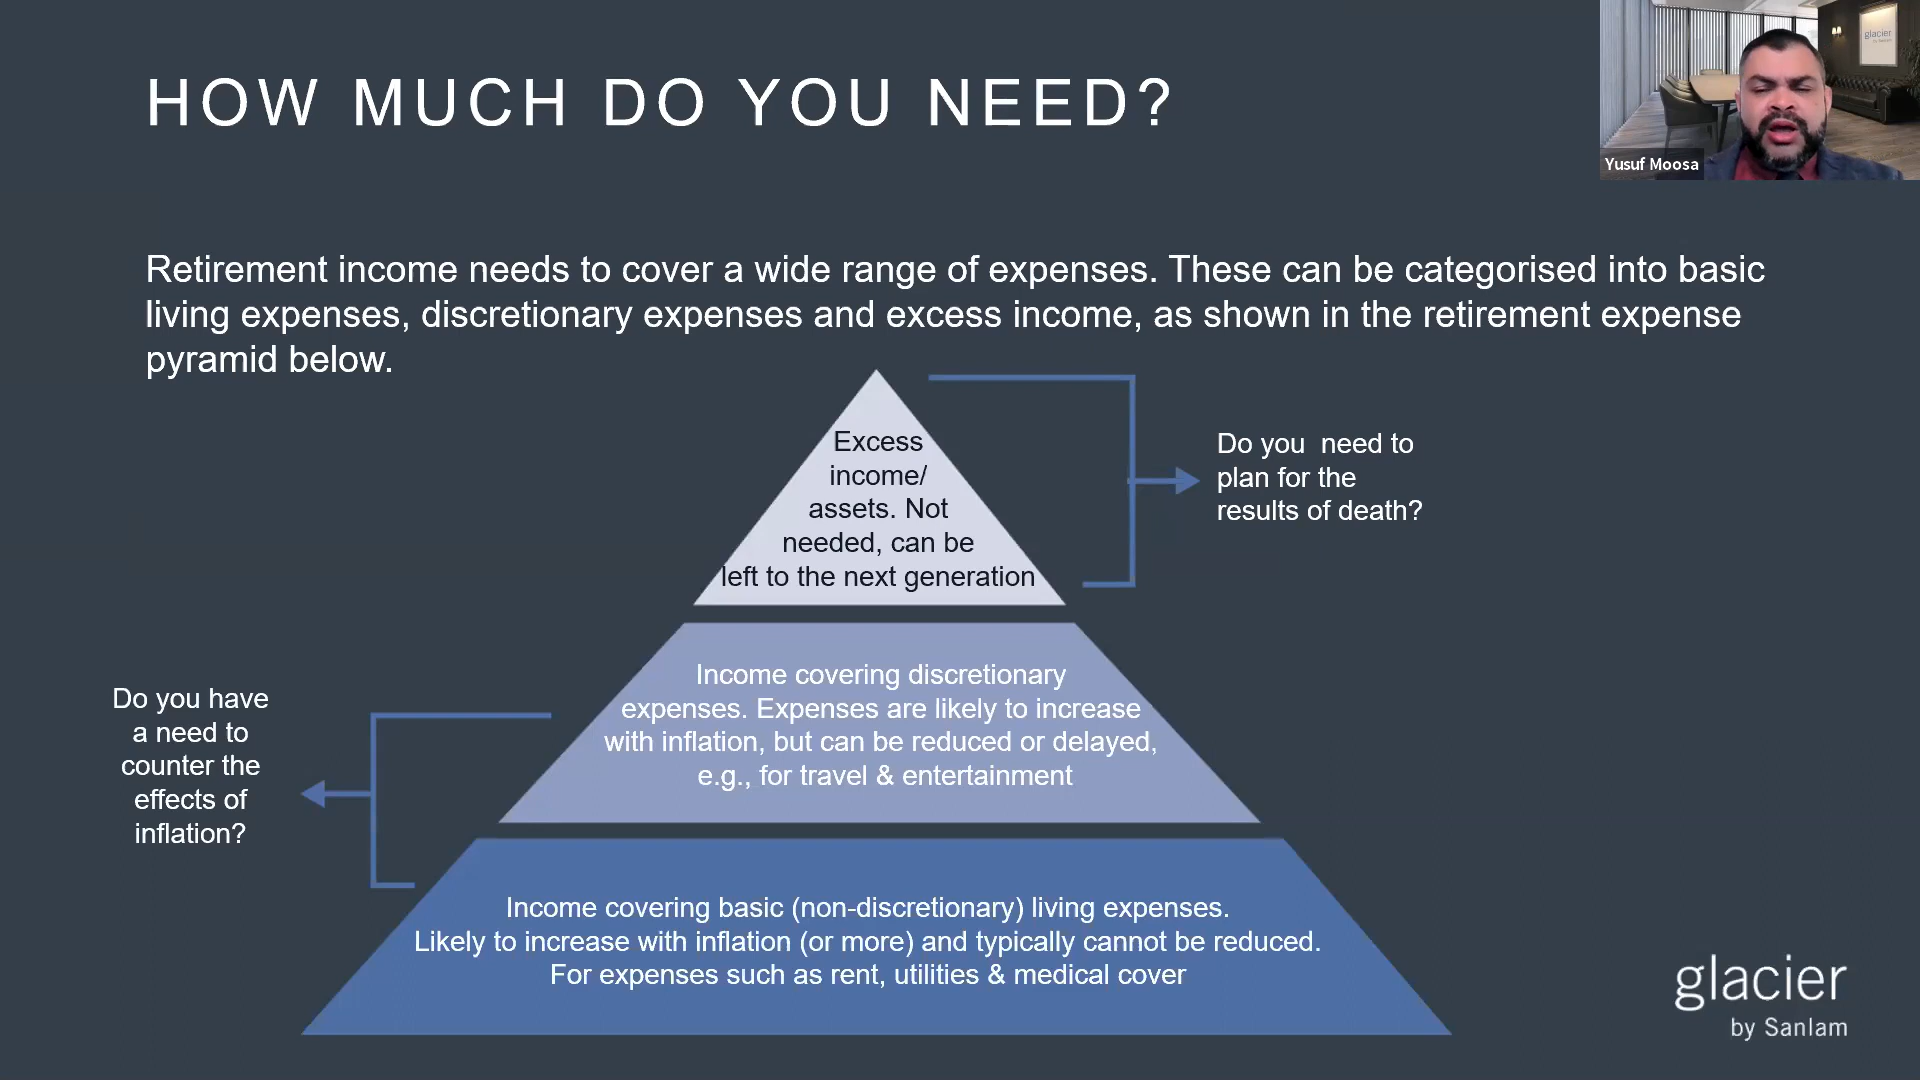 HOW MUCH DO YOU NEED?
glacier
by Sanlam
Yusuf Moosa
Retirement income needs to cover a wide range of expenses. These can be categorised into basic
living expenses, discretionary expenses and excess income, as shown in the retirement expense
pyramid below.
Excess
income/
assets. Not
needed, can be
left to the next generation
Do you  need to
plan for the
results of death?
Income covering discretionary
expenses. Expenses are likely to increase
with inflation, but can be reduced or delayed,
e.g., for travel & entertainment
Do you have
a need to
counter the
effects of
inflation?
Income covering basic (non-discretionary) living expenses.
Likely to increase with inflation (or more) and typically cannot be reduced.
For expenses such as rent, utilities & medical cover
glacier
by Sanlam